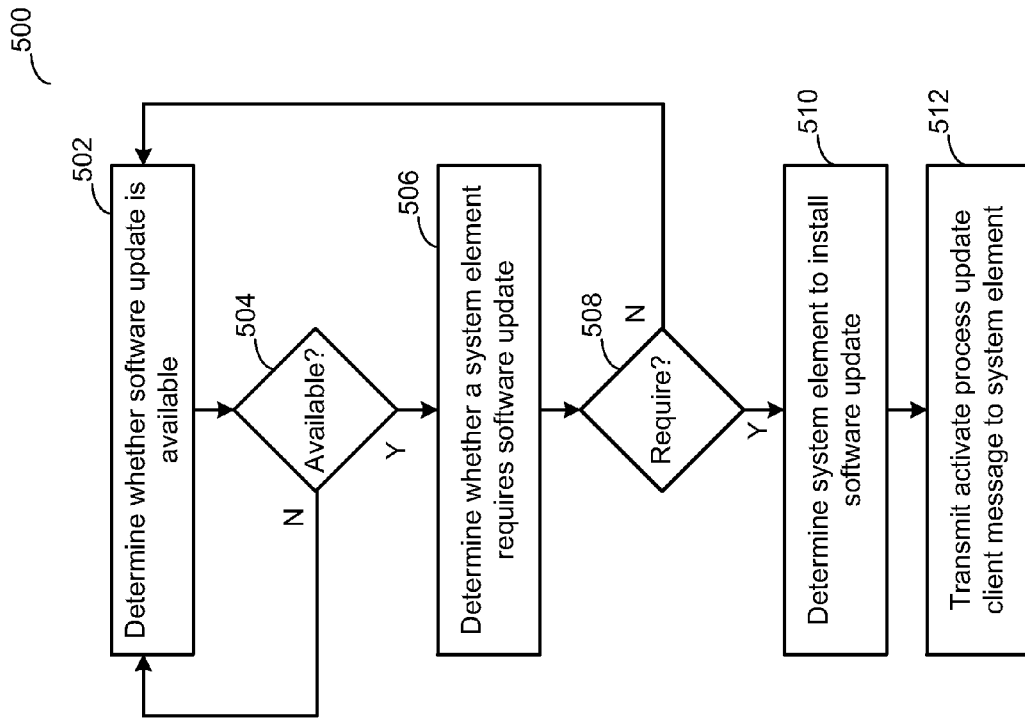 500
502
Determine whether software update is
available
504
Available?
N
Y
506
Determine whether a system element
requires software update
508
Require?
N
Y
510
Determine system element to install
software update
512
Transmit activate process update
client message to system element